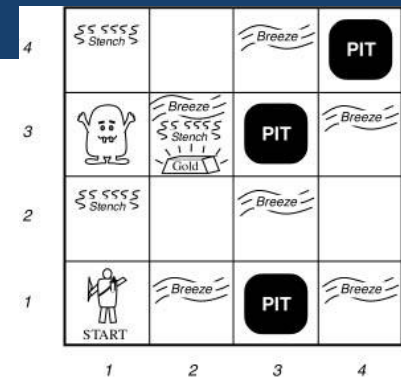 4
Stench
Breeze
PIT
3
Breeze
Stench
Gold
PIT
Breeze
2
Stench
Breeze
1
START
Breeze
PIT
Breeze
1 2 3 4